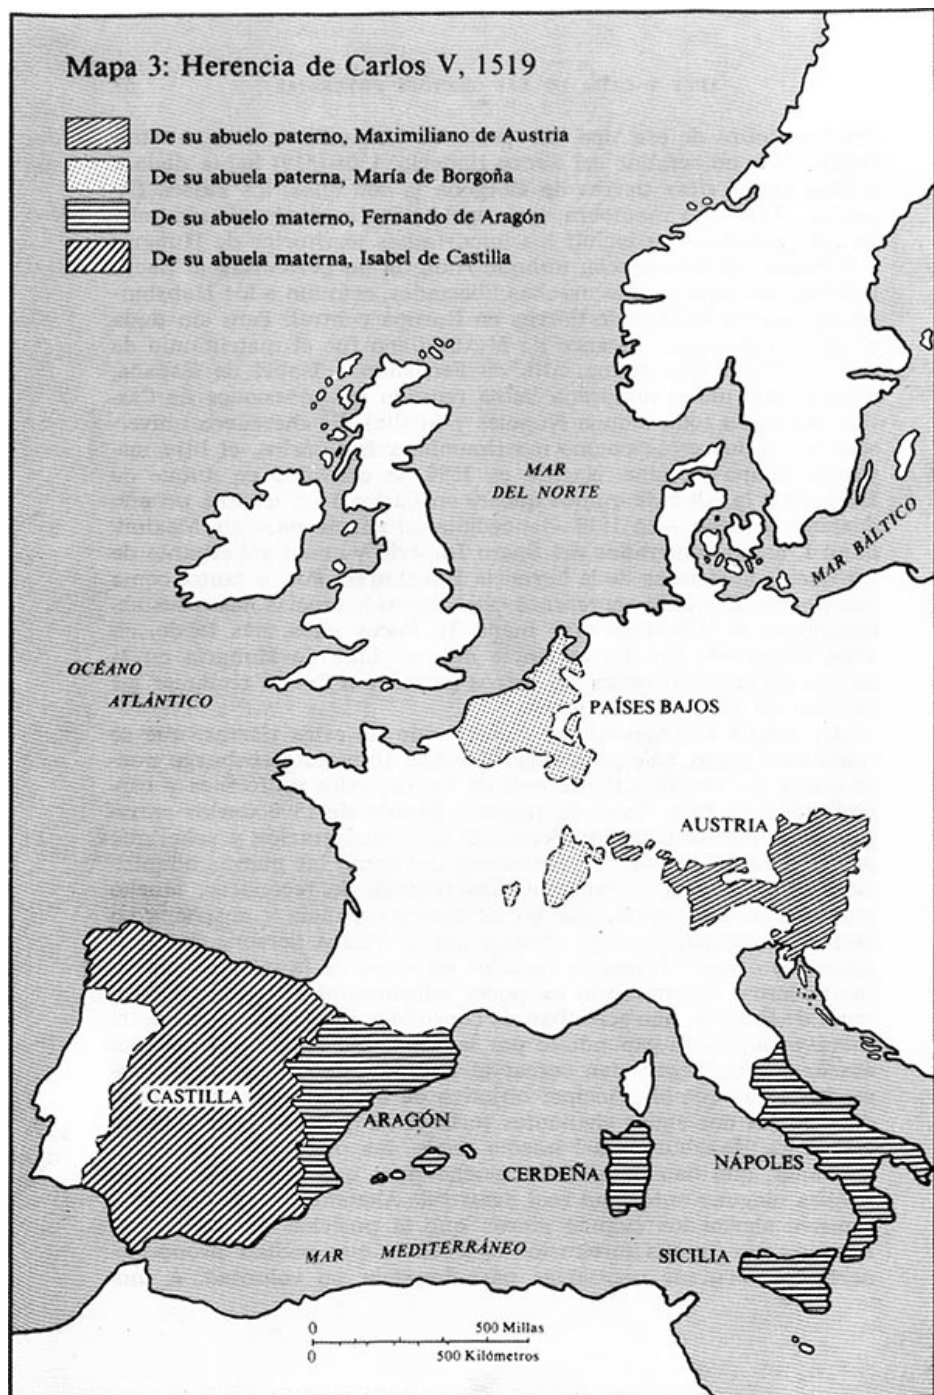 Mapa 3: Herencia de Carlos V, 1519
De su abuelo paterno, Maximiliano de Austria
De su abuela paterna, María de Borgoña
De su abuelo materno, Fernando de Aragón
De su abuela materna, Isabel de Castilla
MAR
DEL NORTE
MAR BÁLTICO
OCÉANO
ATLÁNTICO
PAÍSES BAJOS
AUSTRIA
CASTILLA
ARAGÓN
CERDEÑA
NÁPOLES
MAR MEDITERRÁNEO
SICILIA
0 500 Millas
0 500 Kilómetros